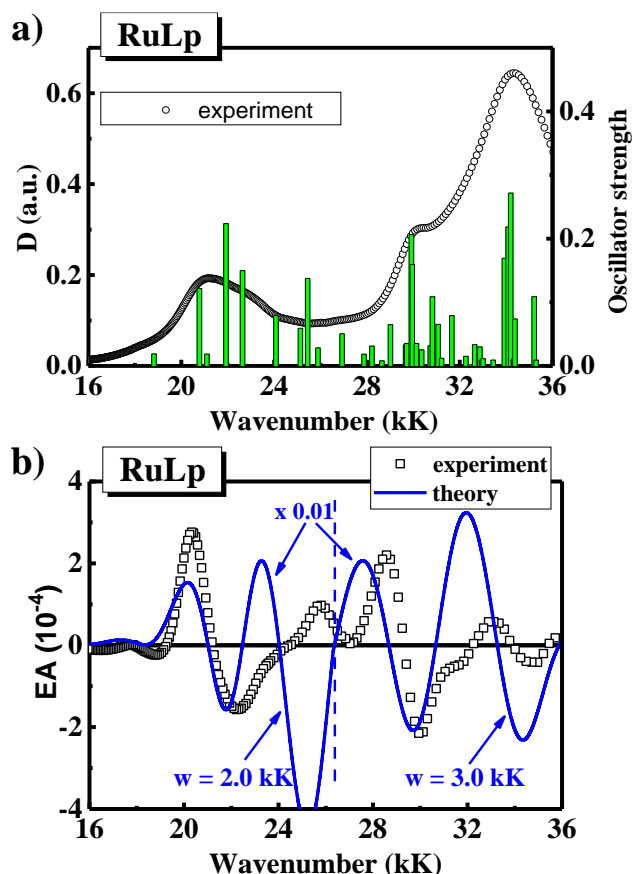 a)
RuLp
experiment
0.6
0.4
0.2
0.0
D (a.u.)
0.4
0.2
0.0
Oscillator strength
16 20 24 28 32 36
Wavenumber (kK)
b)
RuLp
experiment
theory
x 0.01
4
2
0
-2
-4
EA (10⁻⁴)
w = 2.0 kK
w = 3.0 kK
16 20 24 28 32 36
Wavenumber (kK)